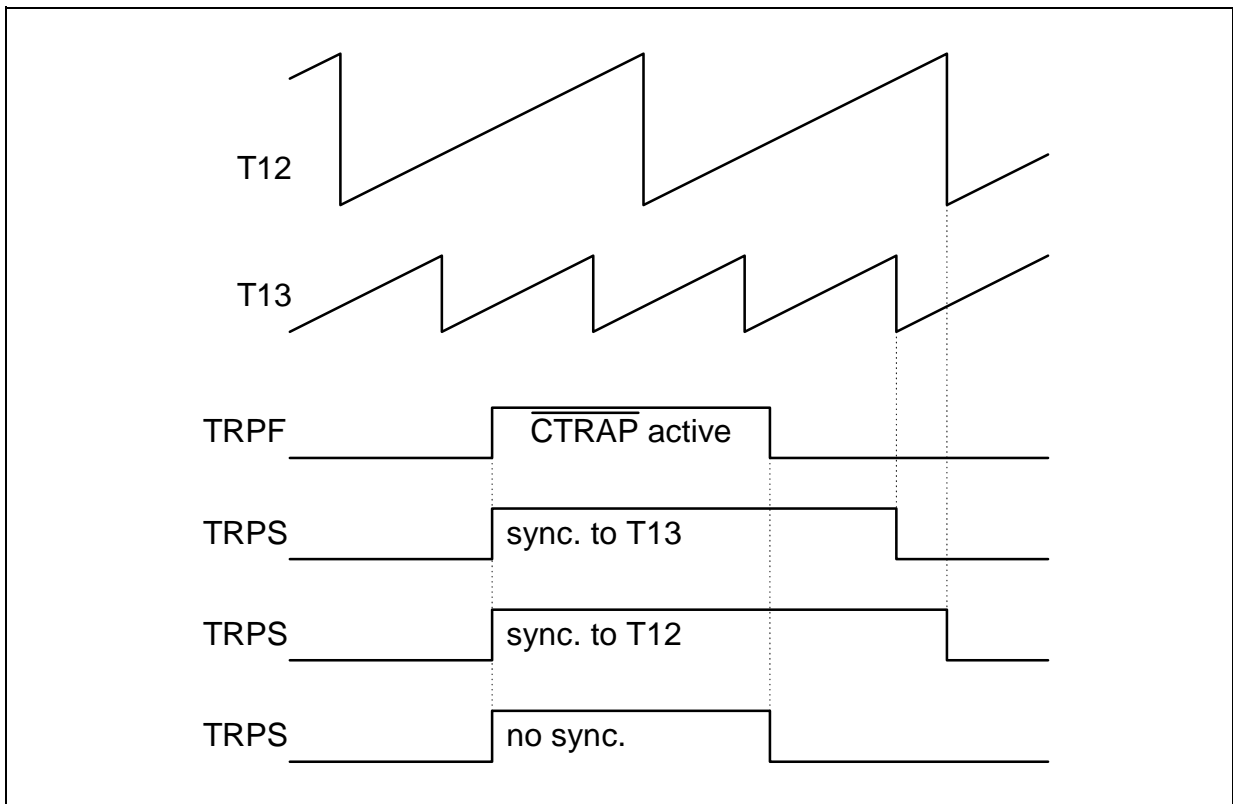 T12
T13
TRPF CTRAP active
TRPS sync. to T13
TRPS sync. to T12
TRPS no sync.